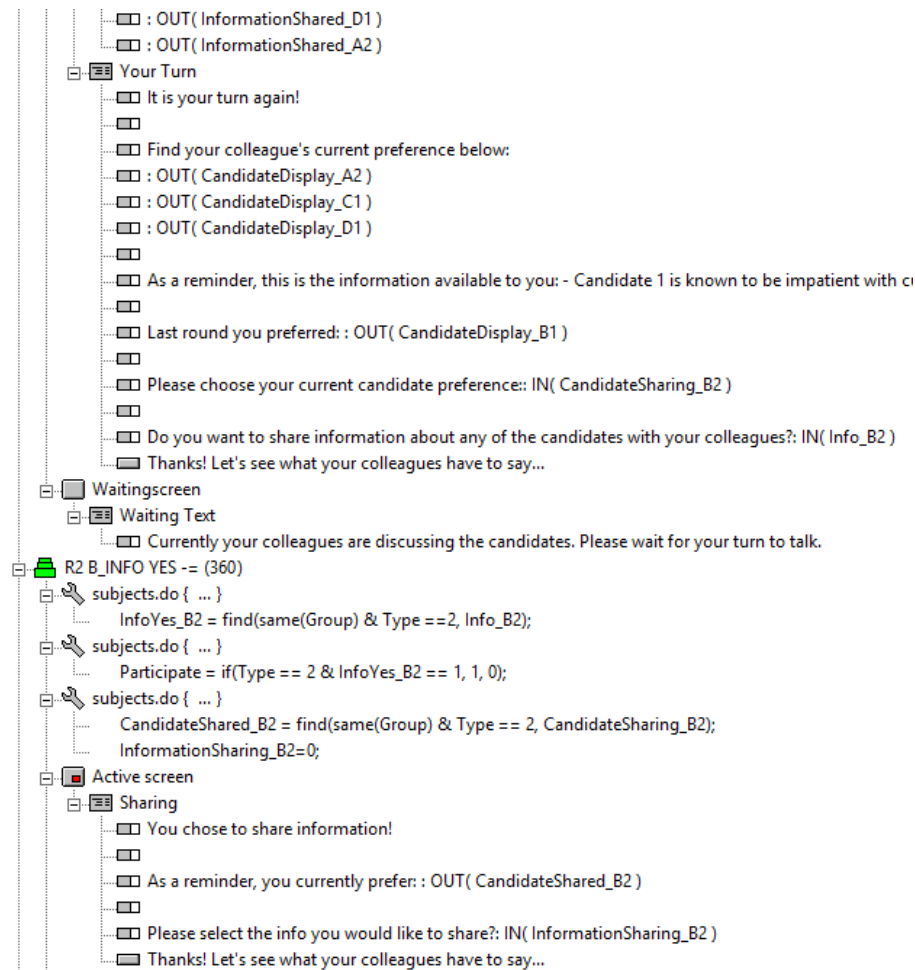 : OUT( InformationShared_D1 )
: OUT( InformationShared_A2 )
Your Turn
It is your turn again!
Find your colleague's current preference below:
: OUT( CandidateDisplay_A2 )
: OUT( CandidateDisplay_C1 )
: OUT( CandidateDisplay_D1 )
As a reminder, this is the information available to you: - Candidate 1 is known to be impatient with
Last round you preferred: : OUT( CandidateDisplay_B1 )
Please choose your current candidate preference:: IN( CandidateSharing_B2 )
Do you want to share information about any of the candidates with your colleagues?: IN( Info_B2 )
Thanks! Let's see what your colleagues have to say...
Waitingscreen
Waiting Text
Currently your colleagues are discussing the candidates. Please wait for your turn to talk.
R2 B_INFO YES -= (360)
subjects.do { ... }
InfoYes_B2 = find(same(Group) & Type ==2, Info_B2);
subjects.do { ... }
Participate = if(Type == 2 & InfoYes_B2 == 1, 1, 0);
subjects.do { ... }
CandidateShared_B2 = find(same(Group) & Type == 2, CandidateSharing_B2);
InformationSharing_B2=0;
Active screen
Sharing
You chose to share information!
As a reminder, you currently prefer: : OUT( CandidateShared_B2 )
Please select the info you would like to share?: IN( InformationSharing_B2 )
Thanks! Let's see what your colleagues have to say...